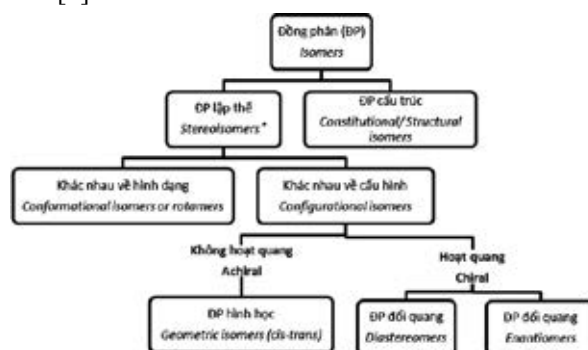 Đồng phân (ĐP)
Isomers
ĐP lập thể
Stereoisomers *
ĐP cấu trúc
Constitutional/ Structural
isomers
Khác nhau về hình dạng
Conformational isomers or rotamers
Khác nhau về cấu hình
Configurational isomers
Không hoạt quang
Achiral
Hoạt quang
Chiral
ĐP hình học
Geometric isomers (cis-trans)
ĐP đối quang
Diastereomers
ĐP đối quang
Enantiomers